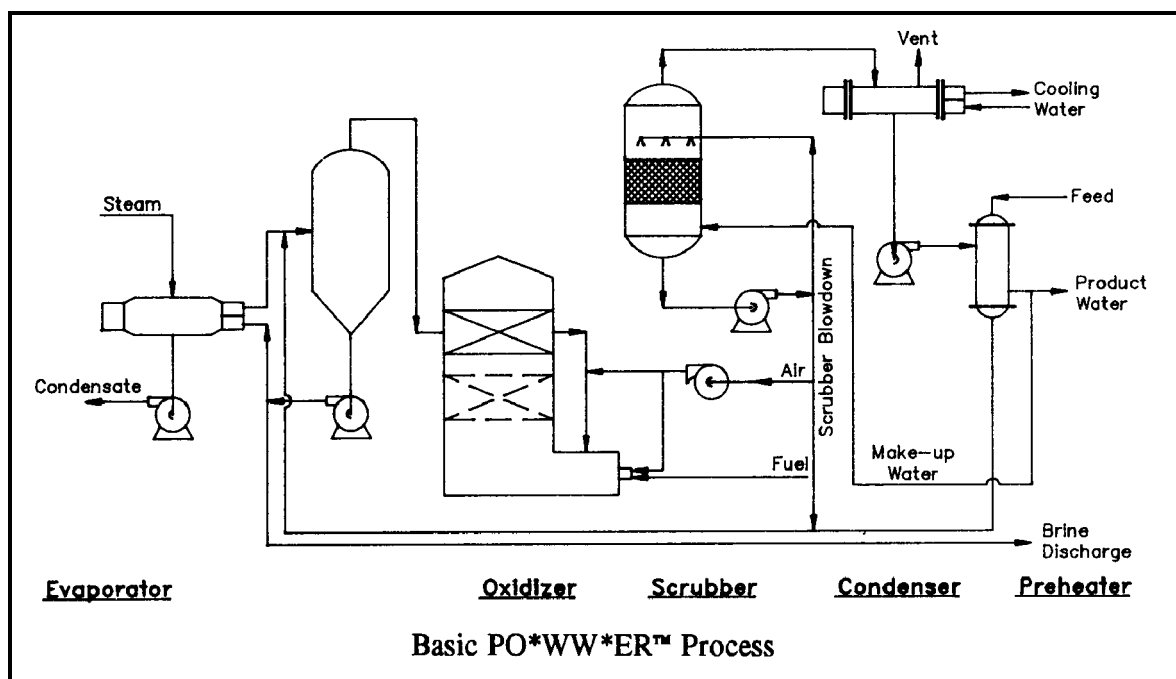 Vent
Cooling
Water
Steam
Feed
Product
Water
Scrubber Blowdown
Condensate
Air
Fuel
Make-up
Water
Brine
Discharge
Evaporator
Oxidizer
Scrubber
Condenser
Preheater
Basic PO*WW*ER™ Process